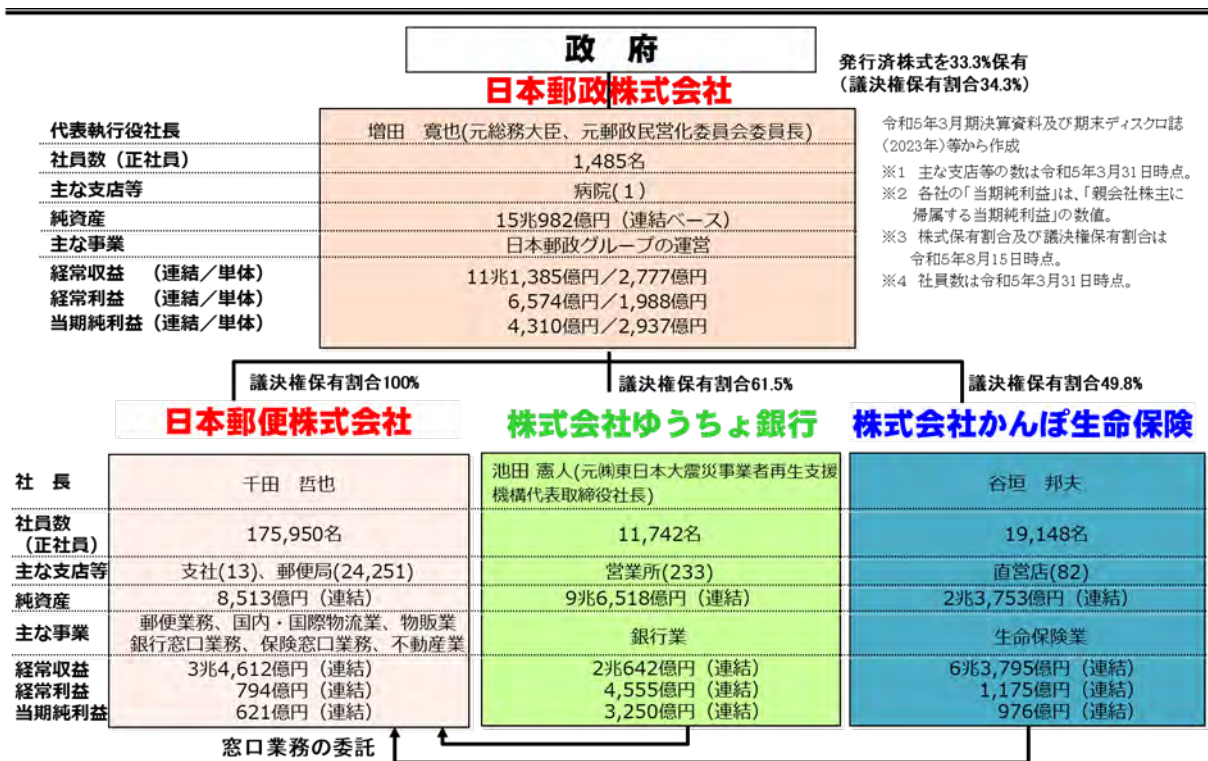 政 府
発行済株式を33.3%保有
(議決権保有割合34.3%)
日本郵政株式会社
代表執行役社長 増田 寛也(元総務大臣、元郵政民営化委員会委員長)
社員数（正社員） 1,485名
主な支店等 病院(１)
純資産 15兆982億円（連結ベース）
主な事業 日本郵政グループの運営
経常収益 （連結／単体） 11兆1,385億円／2,777億円
経常利益 （連結／単体） 6,574億円／1,988億円
当期純利益（連結／単体） 4,310億円／2,937億円
令和5年3月期決算資料及び期末ディスクロ誌
(2023年)等から作成
※1 主な支店等の数は令和5年3月31日時点。
※2 各社の「当期純利益」は、「親会社株主に
帰属する当期純利益」の数値。
※3 株式保有割合及び議決権保有割合は
令和5年8月15日時点。
※4 社員数は令和5年3月31日時点。
議決権保有割合100% 議決権保有割合61.5% 議決権保有割合49.8%
日本郵便株式会社 株式会社ゆうちょ銀行 株式会社かんぽ生命保険
社 長 千田 哲也 池田 憲人(元㈱東日本大震災事業者再生支援
機構代表取締役社長) 谷垣 邦夫
社員数
（正社員） 175,950名 11,742名 19,148名
主な支店等 支社(13)、郵便局(24,251) 営業所(233) 直営店(82)
純資産 8,513億円（連結） 9兆6,518億円（連結） 2兆3,753億円（連結）
主な事業 郵便業務、国内・国際物流業、物販業
銀行窓口業務、保険窓口業務、不動産業 銀行業 生命保険業
経常収益 3兆4,612億円（連結） 2兆642億円（連結） 6兆3,795億円（連結）
経常利益 794億円（連結） 4,555億円（連結） 1,175億円（連結）
当期純利益 621億円（連結） 3,250億円（連結） 976億円（連結）
窓口業務の委託